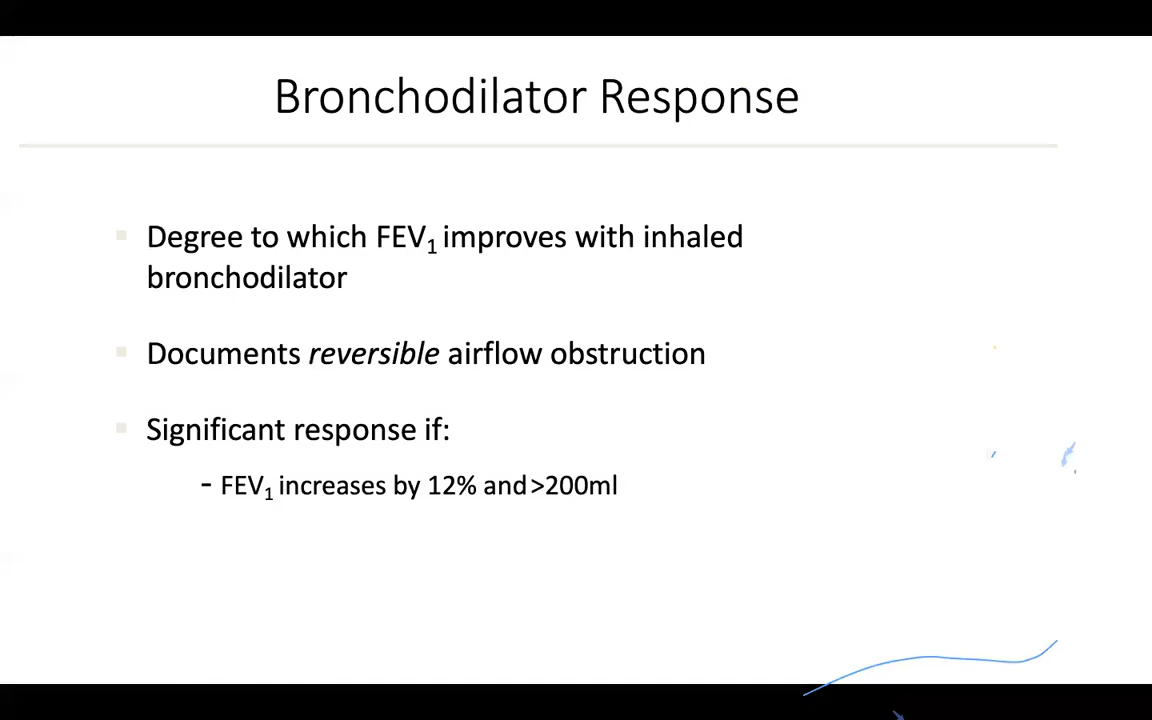 Bronchodilator Response
Degree to which FEV1 improves with inhaled
bronchodilator
Documents reversible airflow obstruction
Significant response if:
- FEV1 increases by 12% and >200ml